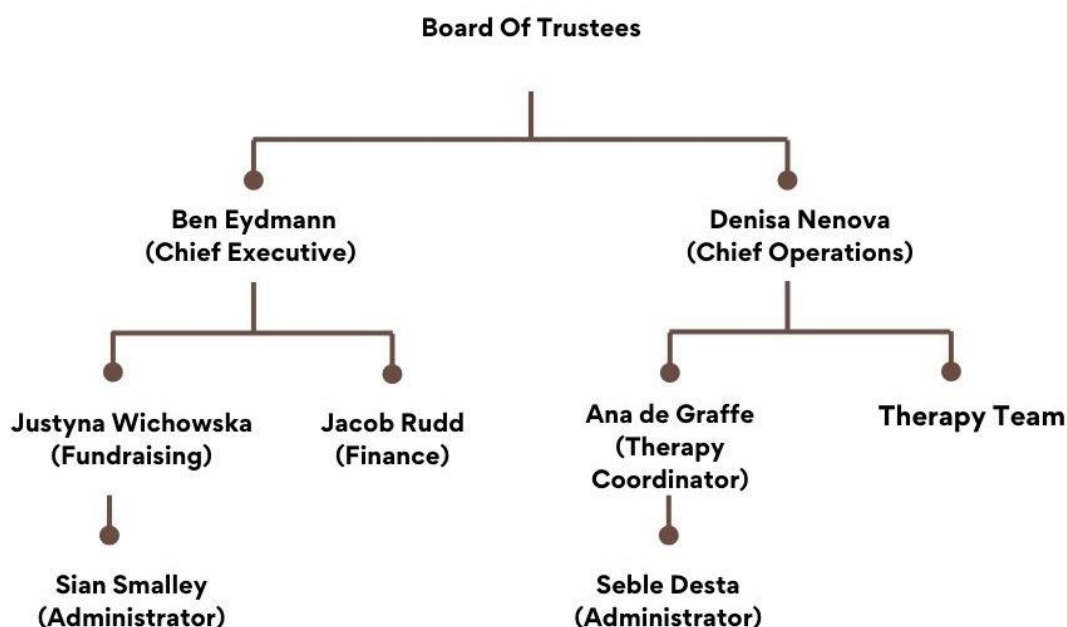 Board Of Trustees
Ben Eydmann
(Chief Executive)
Denisa Nenova
(Chief Operations)
Justyna Wichowska
(Fundraising)
Jacob Rudd
(Finance)
Ana de Graffe
(Therapy
Coordinator)
Therapy Team
Sian Smalley
(Administrator)
Seble Desta
(Administrator)